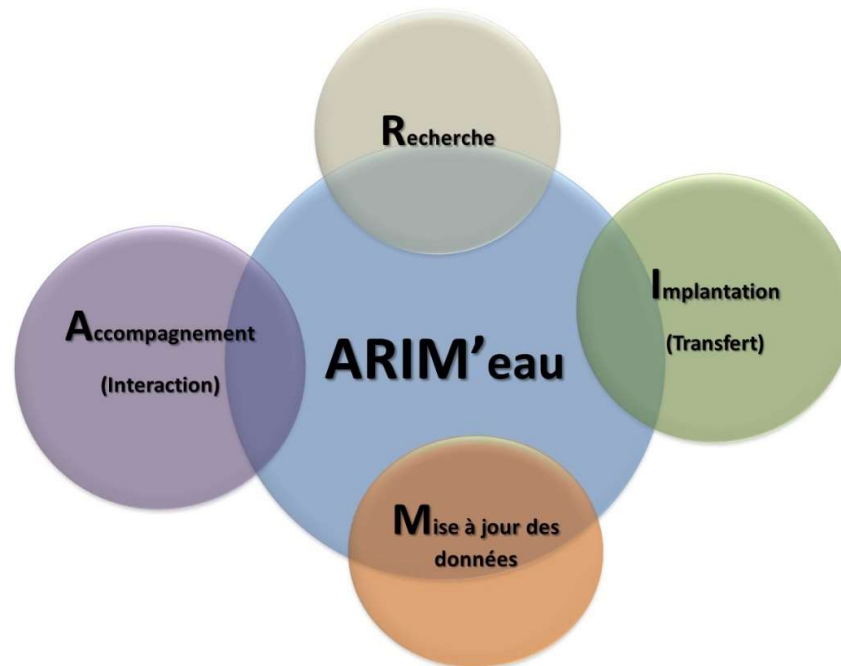 Recherche
Implantation
(Transfert)
Accompagnement
(Interaction)
ARIM’eau
Mise à jour des
données